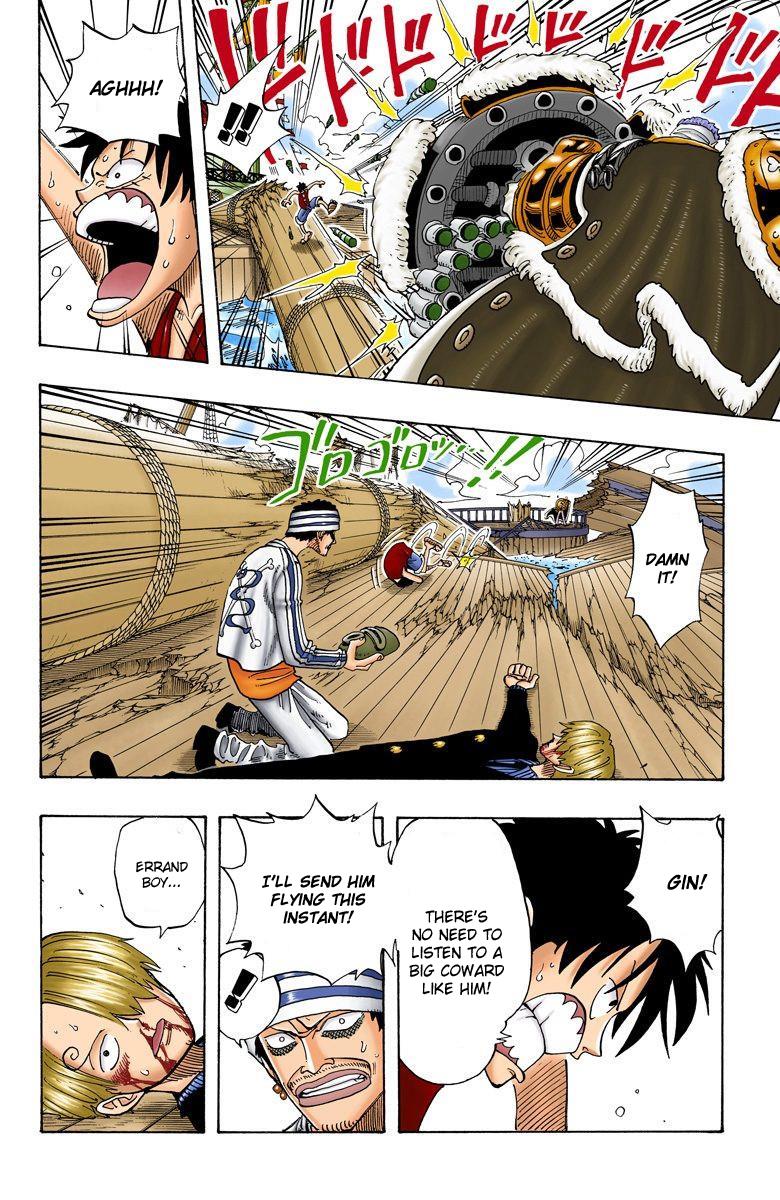 ドドドドドド
!!
AGHHH!
ゴロゴロッ…!!
DAMN
IT!
GIN!
THERE'S
NO NEED TO
LISTEN TO A
BIG COWARD
LIKE HIM!
I'LL SEND HIM
FLYING THIS
INSTANT!
!!
ERRAND
BOY...